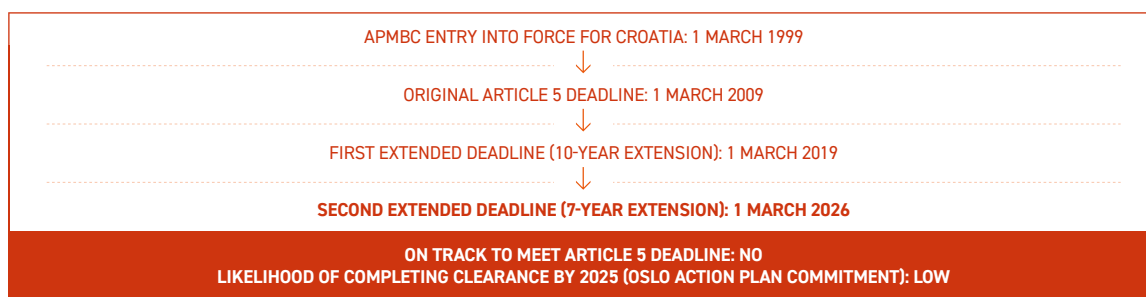 APMBC ENTRY INTO FORCE FOR CROATIA: 1 MARCH 1999
ORIGINAL ARTICLE 5 DEADLINE: 1 MARCH 2009
FIRST EXTENDED DEADLINE (10-YEAR EXTENSION): 1 MARCH 2019
SECOND EXTENDED DEADLINE (7-YEAR EXTENSION): 1 MARCH 2026
ON TRACK TO MEET ARTICLE 5 DEADLINE: NO
LIKELIHOOD OF COMPLETING CLEARANCE BY 2025 (OSLO ACTION PLAN COMMITMENT): LOW